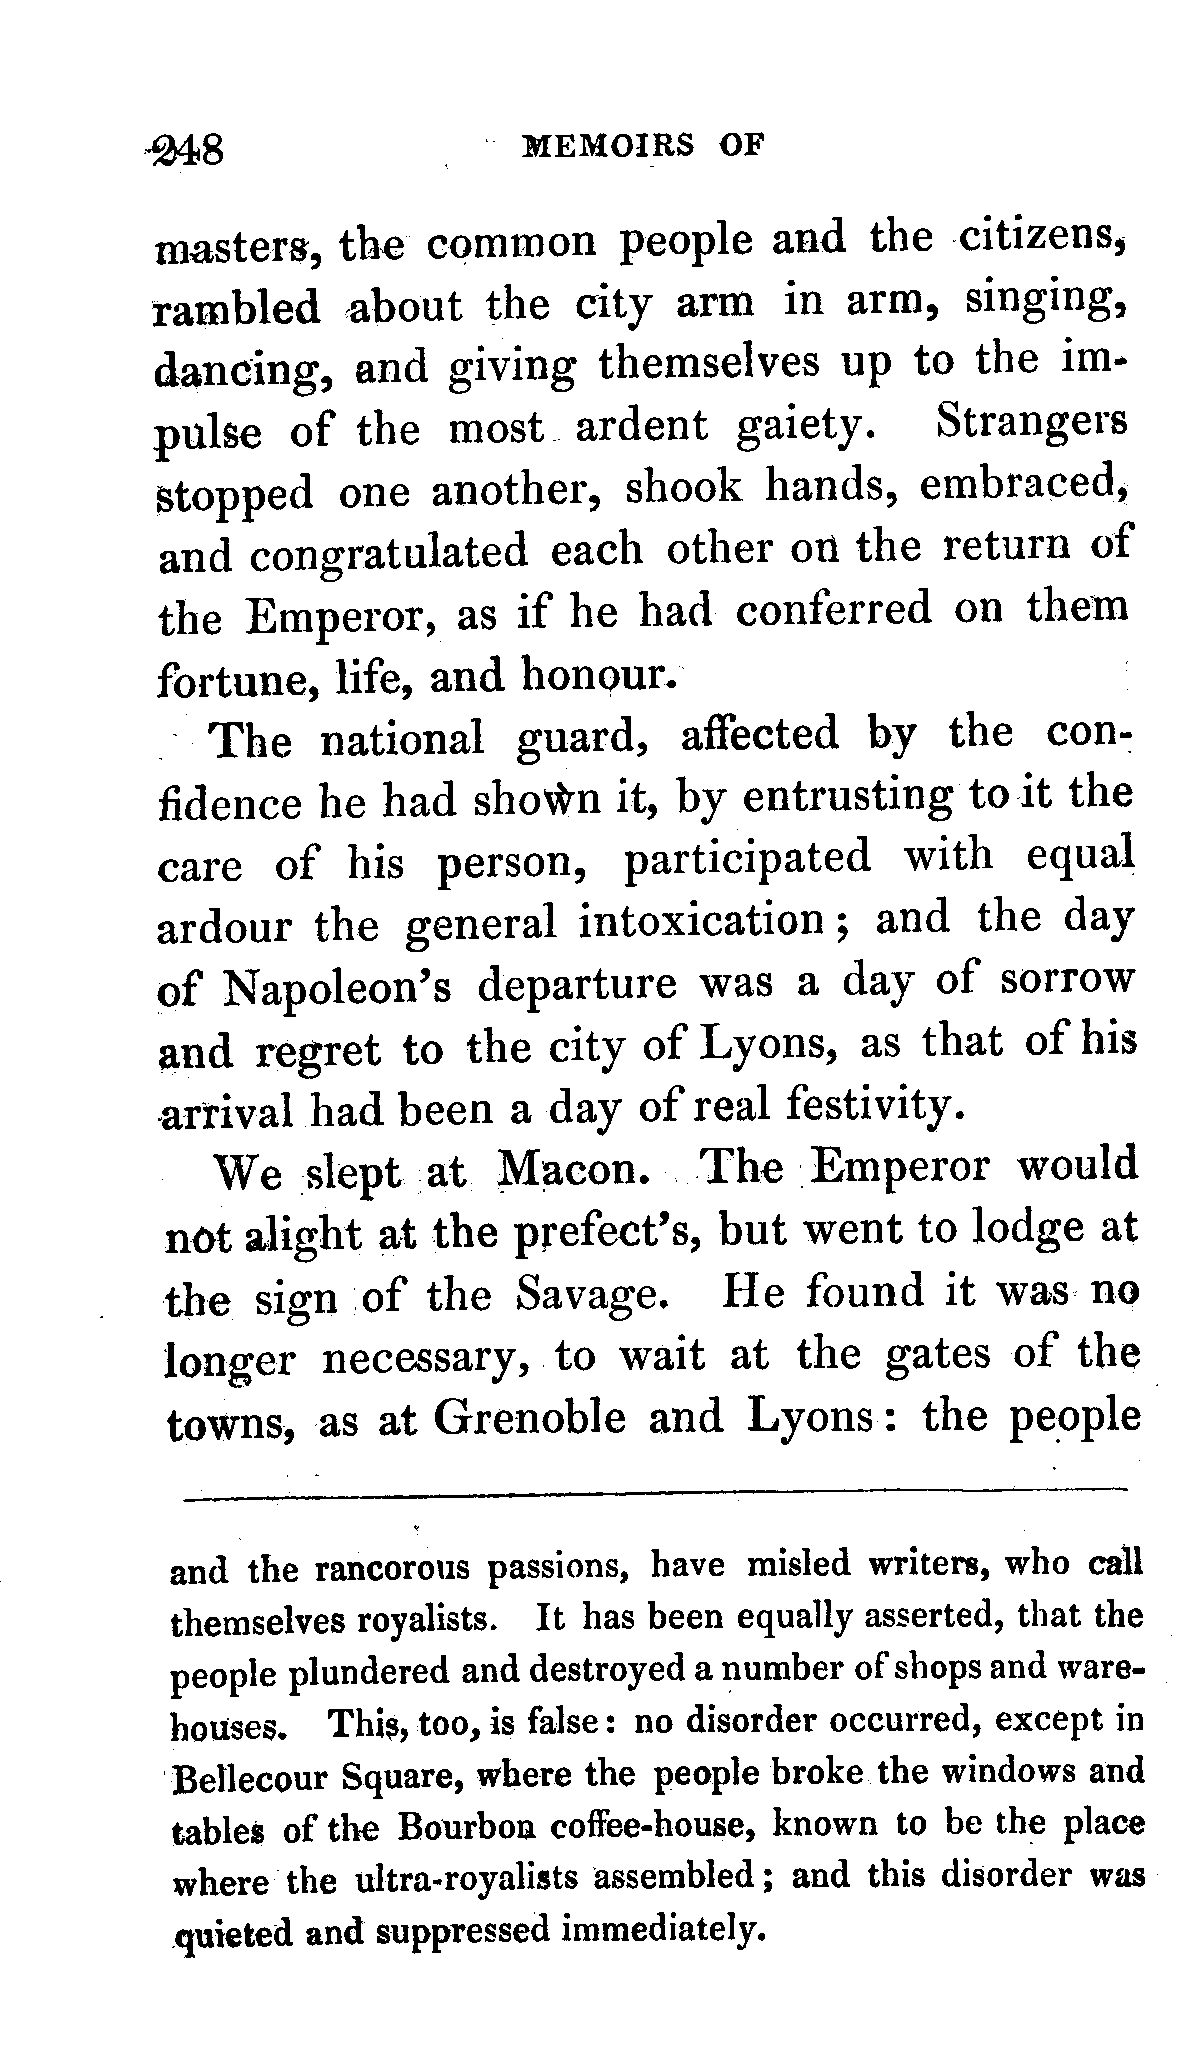 248 MEMOIRS OF
masters, the common people and the citizens,
rambled about the city arm in arm, singing,
dancing, and giving themselves up to the im-
pulse of the most ardent gaiety. Strangers
stopped one another, shook hands, embraced,
and congratulated each other on the return of
the Emperor, as if he had conferred on them
fortune, life, and honour.
The national guard, affected by the con-
fidence he had shown it, by entrusting to it the
care of his person, participated with equal
ardour the general intoxication; and the day
of Napoleon's departure was a day of sorrow
and regret to the city of Lyons, as that of his
arrival had been a day of real festivity.
We slept at Macon. The Emperor would
not alight at the prefect's, but went to lodge at
the sign of the Savage. He found it was no
longer necessary, to wait at the gates of the
towns, as at Grenoble and Lyons: the people
and the rancorous passions, have misled writers, who call
themselves royalists. It has been equally asserted, that the
people plundered and destroyed a number of shops and ware-
houses. This, too, is false: no disorder occurred, except in
Bellecour Square, where the people broke the windows and
tables of the Bourbon coffee-house, known to be the place
where the ultra-royalists assembled; and this disorder was
quieted and suppressed immediately.